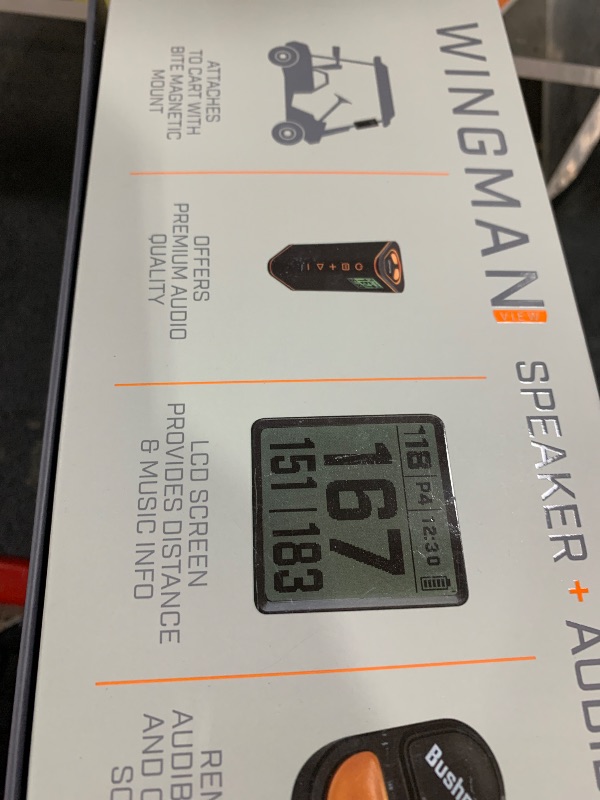 WINGMAN VIEW SPEAKER +
ATTACHES
TO CART WITH
BITE MAGNETIC
MOUNT
OFFERS
PREMIUM AUDIO
QUALITY
118 P4 12:30
167
151 | 183
LCD SCREEN
PROVIDES DISTANCE
& MUSIC INFO
AND